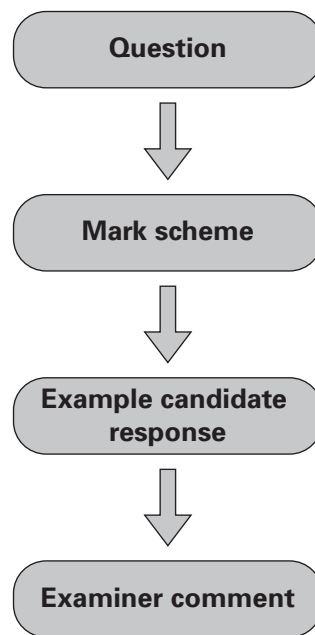 Question
Mark scheme
Example candidate
response
Examiner comment